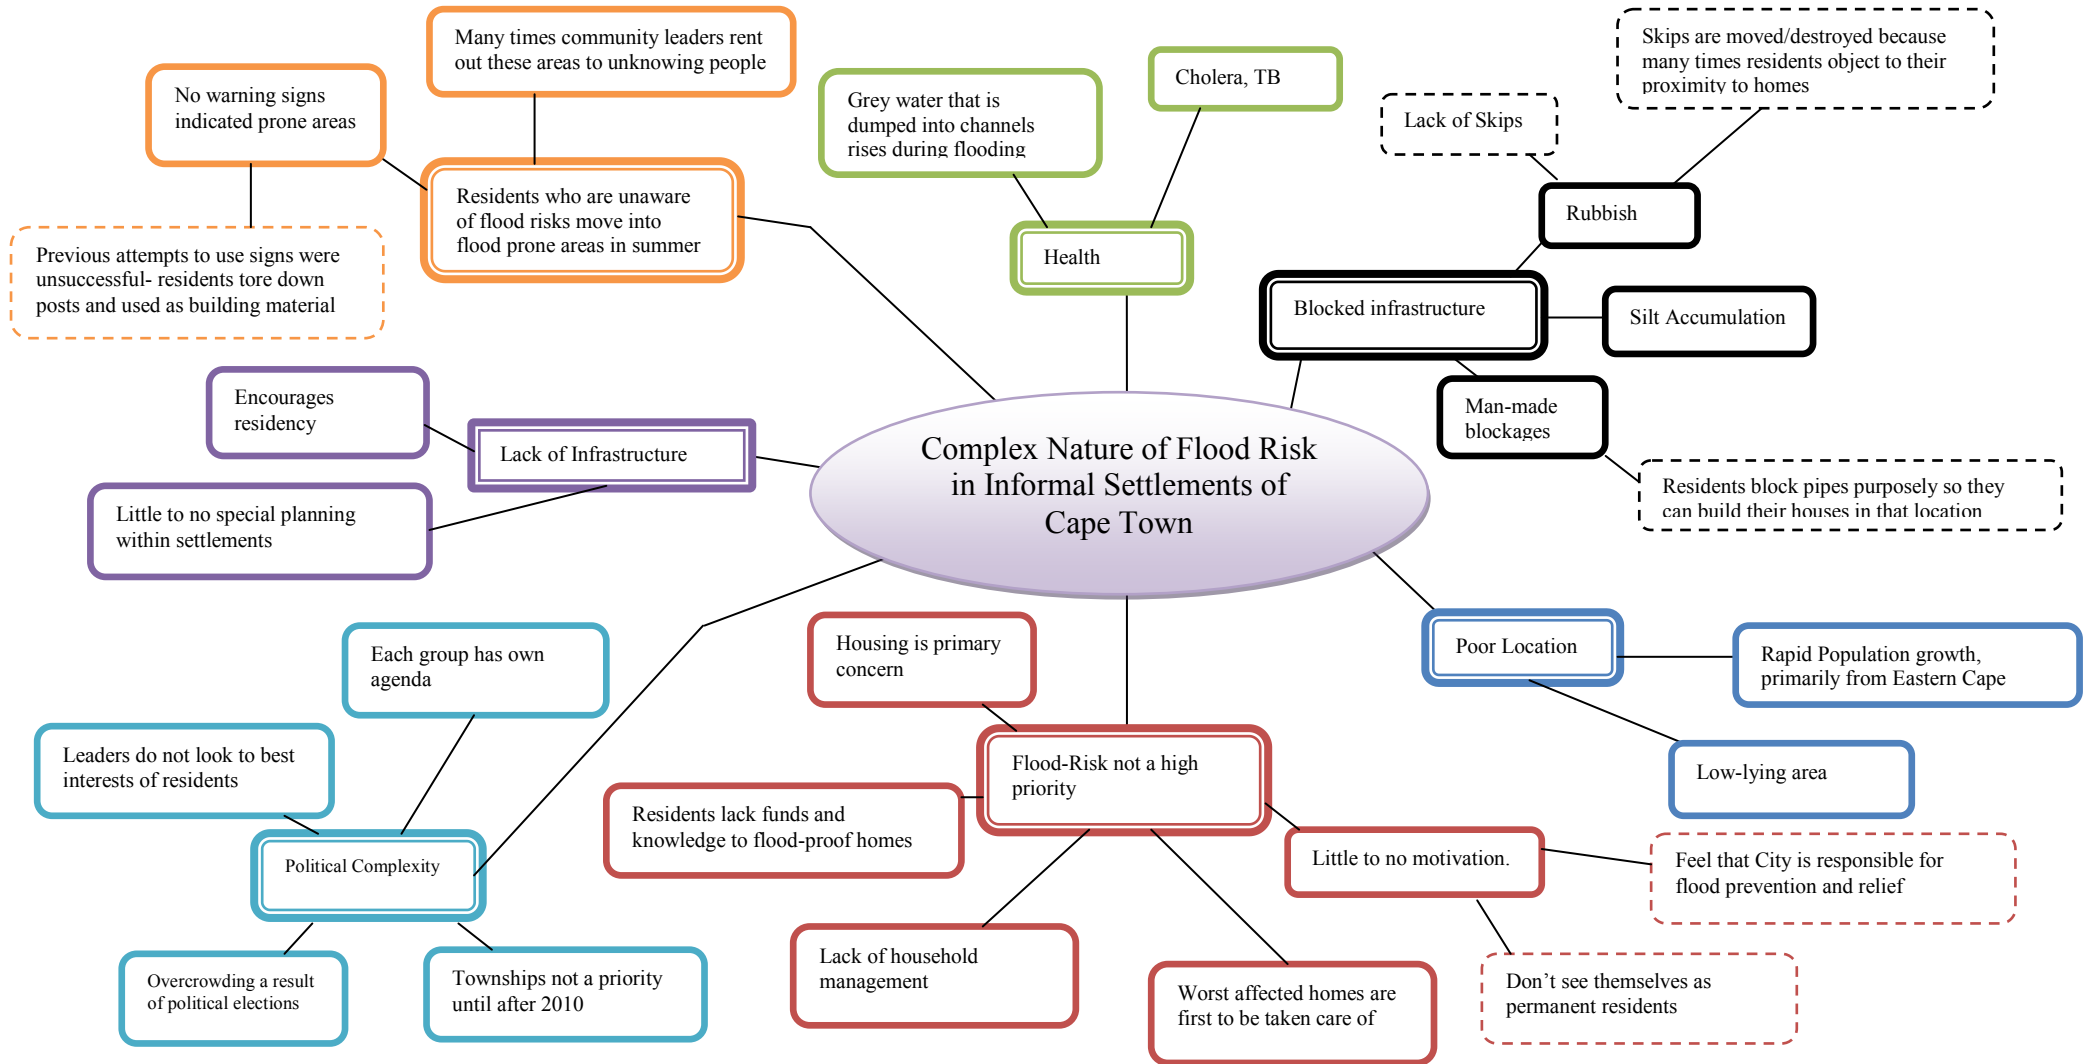 Many times community leaders rent
out these areas to unknowing people
No warning signs
indicated prone areas
Residents who are unaware
of flood risks move into
flood prone areas in summer
Previous attempts to use signs were
unsuccessful- residents tore down
posts and used as building material
Grey water that is
dumped into channels
rises during flooding
Cholera, TB
Health
Skips are moved/destroyed because
many times residents object to their
proximity to homes
Lack of Skips
Rubbish
Blocked infrastructure
Silt Accumulation
Man-made
blockages
Residents block pipes purposely so they
can build their houses in that location
Encourages
residency
Lack of Infrastructure
Little to no special planning
within settlements
Complex Nature of Flood Risk
in Informal Settlements of
Cape Town
Poor Location
Rapid Population growth,
primarily from Eastern Cape
Low-lying area
Housing is primary
concern
Flood-Risk not a high
priority
Residents lack funds and
knowledge to flood-proof homes
Little to no motivation.
Feel that City is responsible for
flood prevention and relief
Don’t see themselves as
permanent residents
Lack of household
management
Worst affected homes are
first to be taken care of
Each group has own
agenda
Leaders do not look to best
interests of residents
Political Complexity
Overcrowding a result
of political elections
Townships not a priority
until after 2010